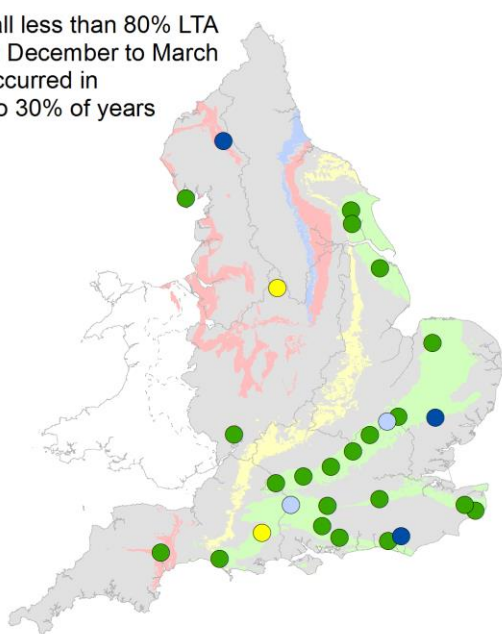 all less than 80% LTA
December to March
ccurred in
o 30% of years